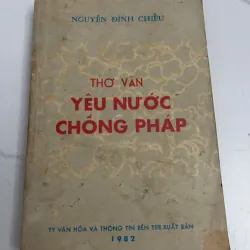 NGUYỄN ĐÌNH CHIỂU
THƠ VĂN
YÊU NƯỚC
CHỐNG PHÁP
TY VĂN HÓA VÀ THÔNG TIN BẾN TRE XUẤT BẢN
1982